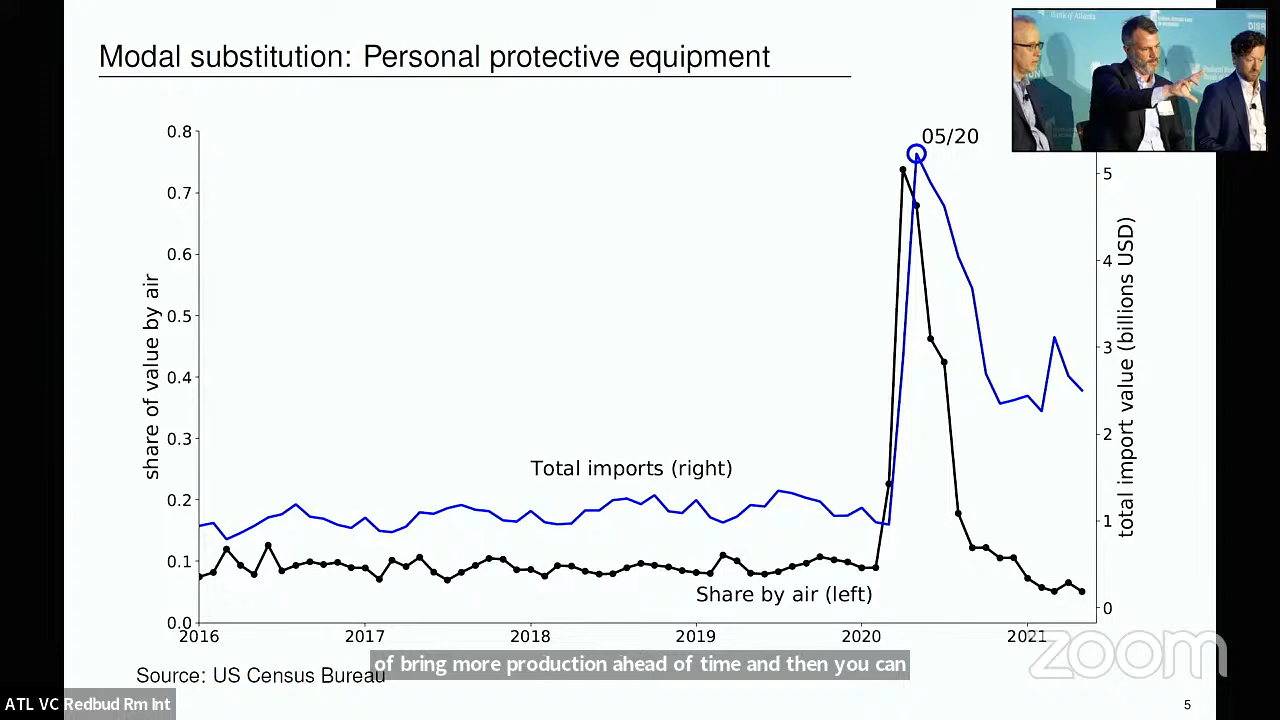 Modal substitution: Personal protective equipment
Bank of Atlanta
05/20
0.8
0.7
0.6
0.5
0.4
0.3
0.2
0.1
0.0
share of value by air
5
4
3
2
1
0
total import value (billions USD)
Total imports (right)
Share by air (left)
2016
2017
2018
2019
2020
2021
zoom
of bring more production ahead of time and then you can
Source: US Census Bureau
ATL VC Redbud Rm Int
5